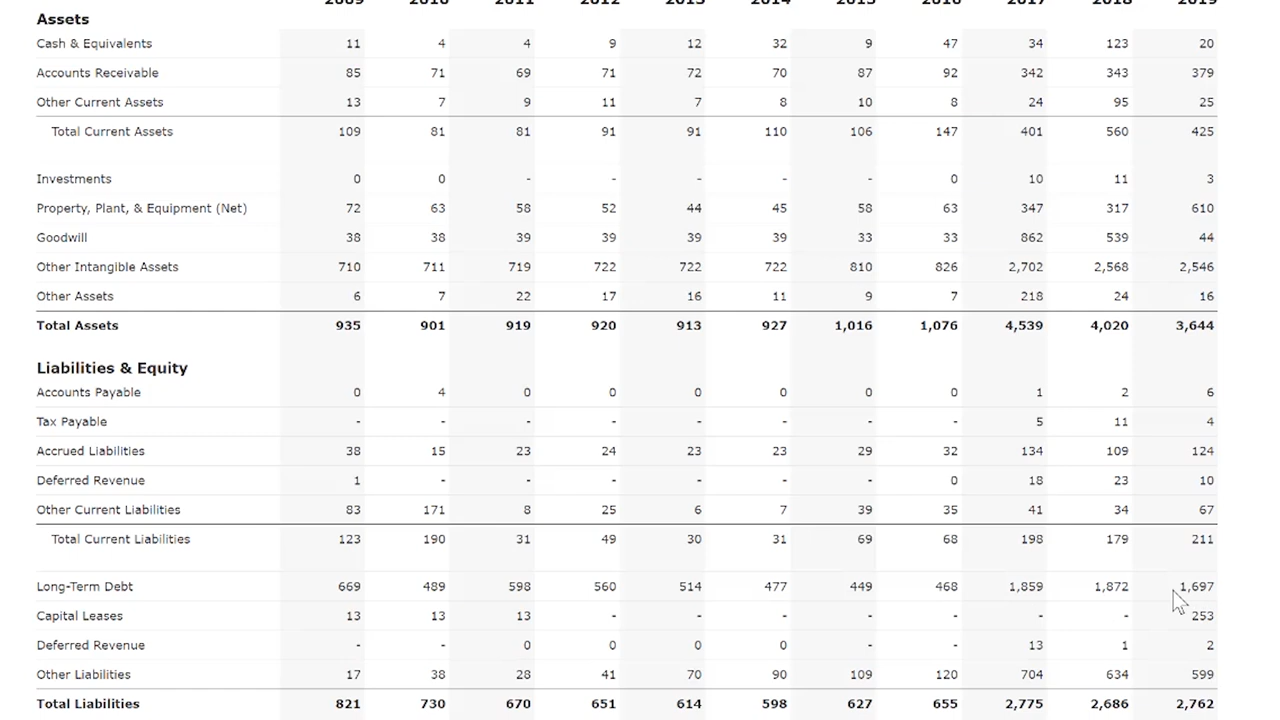 2009 2010 2011 2012 2013 2014 2015 2016 2017 2018 2019
Assets
Cash & Equivalents 11 4 4 9 12 32 9 47 34 123 20
Accounts Receivable 85 71 69 71 72 70 87 92 342 343 379
Other Current Assets 13 7 9 11 7 8 10 8 24 95 25
Total Current Assets 109 81 81 91 91 110 106 147 401 560 425
Investments 0 0 - - - - - 0 10 11 3
Property, Plant, & Equipment (Net) 72 63 58 52 44 45 58 63 347 317 610
Goodwill 38 38 39 39 39 39 33 33 862 539 44
Other Intangible Assets 710 711 719 722 722 722 810 826 2,702 2,568 2,546
Other Assets 6 7 22 17 16 11 9 7 218 24 16
Total Assets 935 901 919 920 913 927 1,016 1,076 4,539 4,020 3,644
Liabilities & Equity
Accounts Payable 0 4 0 0 0 0 0 0 1 2 6
Tax Payable - - - - - - - - 5 11 4
Accrued Liabilities 38 15 23 24 23 23 29 32 134 109 124
Deferred Revenue 1 - - - - - - 0 18 23 10
Other Current Liabilities 83 171 8 25 6 7 39 35 41 34 67
Total Current Liabilities 123 190 31 49 30 31 69 68 198 179 211
Long-Term Debt 669 489 598 560 514 477 449 468 1,859 1,872 1,697
Capital Leases 13 13 13 - - - - - - - 253
Deferred Revenue - - 0 0 0 0 - - 13 1 2
Other Liabilities 17 38 28 41 70 90 109 120 704 634 599
Total Liabilities 821 730 670 651 614 598 627 655 2,775 2,686 2,762